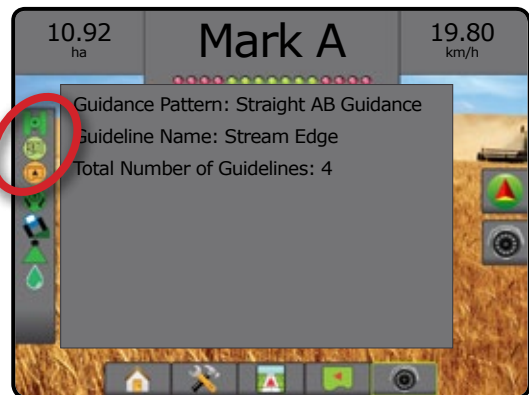 10.92
ha
Mark A
19.80
km/h
Guidance Pattern: Straight AB Guidance
Guideline Name: Stream Edge
Total Number of Guidelines: 4